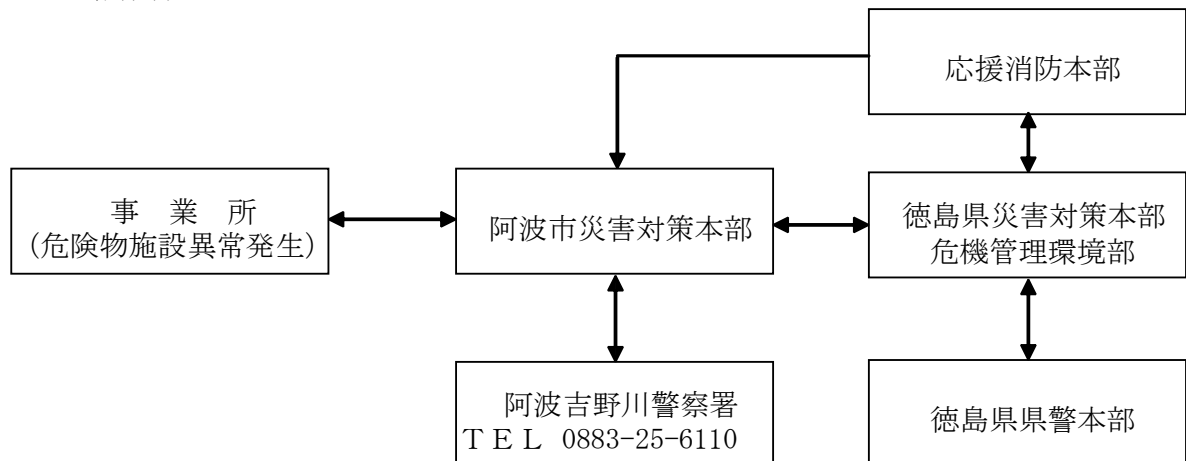 応援消防本部
事　業　所
(危険物施設異常発生)
阿波市災害対策本部
徳島県災害対策本部
危機管理環境部
阿波吉野川警察署
ＴＥＬ 0883-25-6110
徳島県県警本部